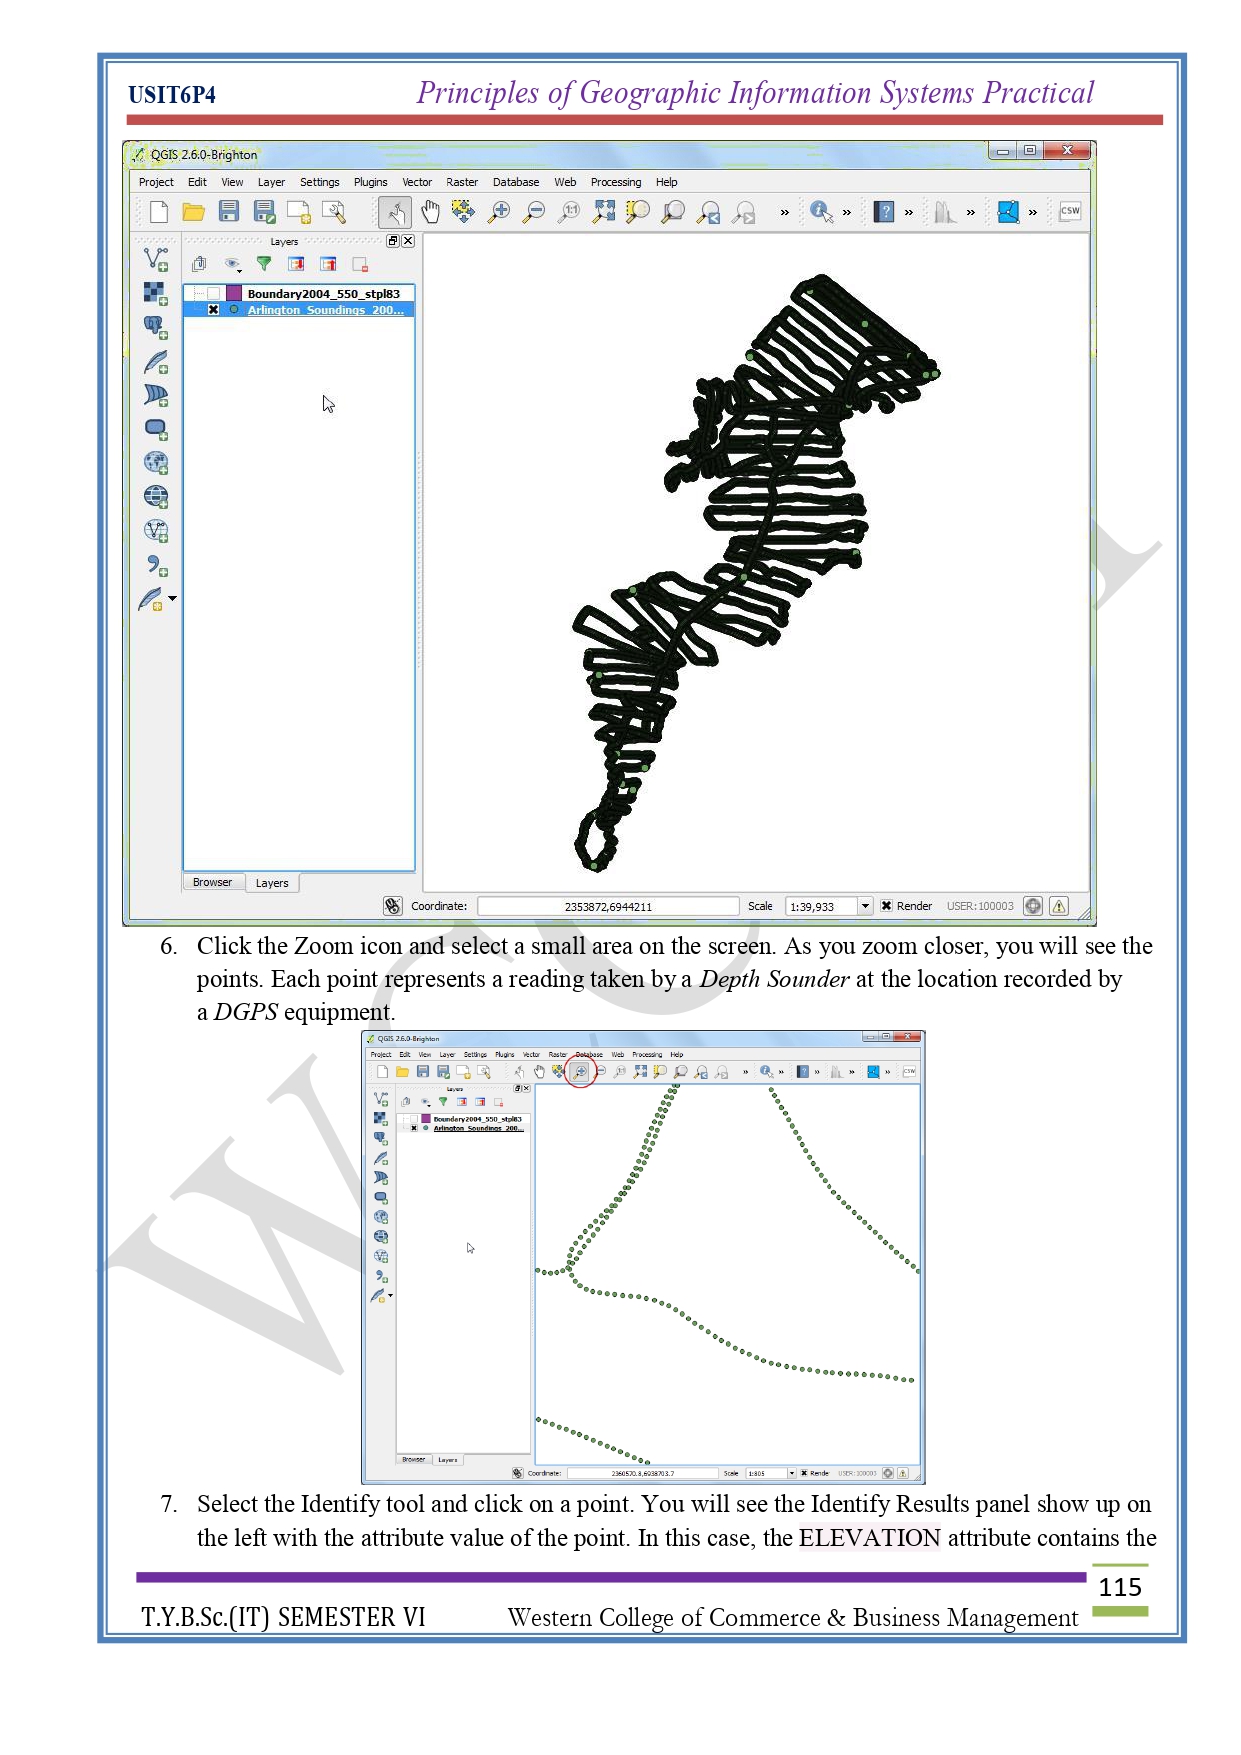 USIT6P4 Principles of Geographic Information Systems Practical
QGIS 2.6.0-Brighton
Project Edit View Layer Settings Plugins Vector Raster Database Web Processing Help
1:1 » » ? » » » CSW
Layers
Boundary2004_550_stpl83
Arlington_Soundings_200...
Browser Layers
Coordinate: 2353872,6944211 Scale 1:39,933 Render USER:100003
6. Click the Zoom icon and select a small area on the screen. As you zoom closer, you will see the
points. Each point represents a reading taken by a Depth Sounder at the location recorded by
a DGPS equipment.
QGIS 2.6.0-Brighton
Project Edit View Layer Settings Plugins Vector Raster Database Web Processing Help
» » » » » CSW
Layers
Boundary2004_550_stpl83
Arlington_Soundings_200...
Browser Layers
Coordinate: 2360570.8,6938703.7 Scale 1:805 Rende USER:100003
7. Select the Identify tool and click on a point. You will see the Identify Results panel show up on
the left with the attribute value of the point. In this case, the ELEVATION attribute contains the
115
T.Y.B.Sc.(IT) SEMESTER VI Western College of Commerce & Business Management